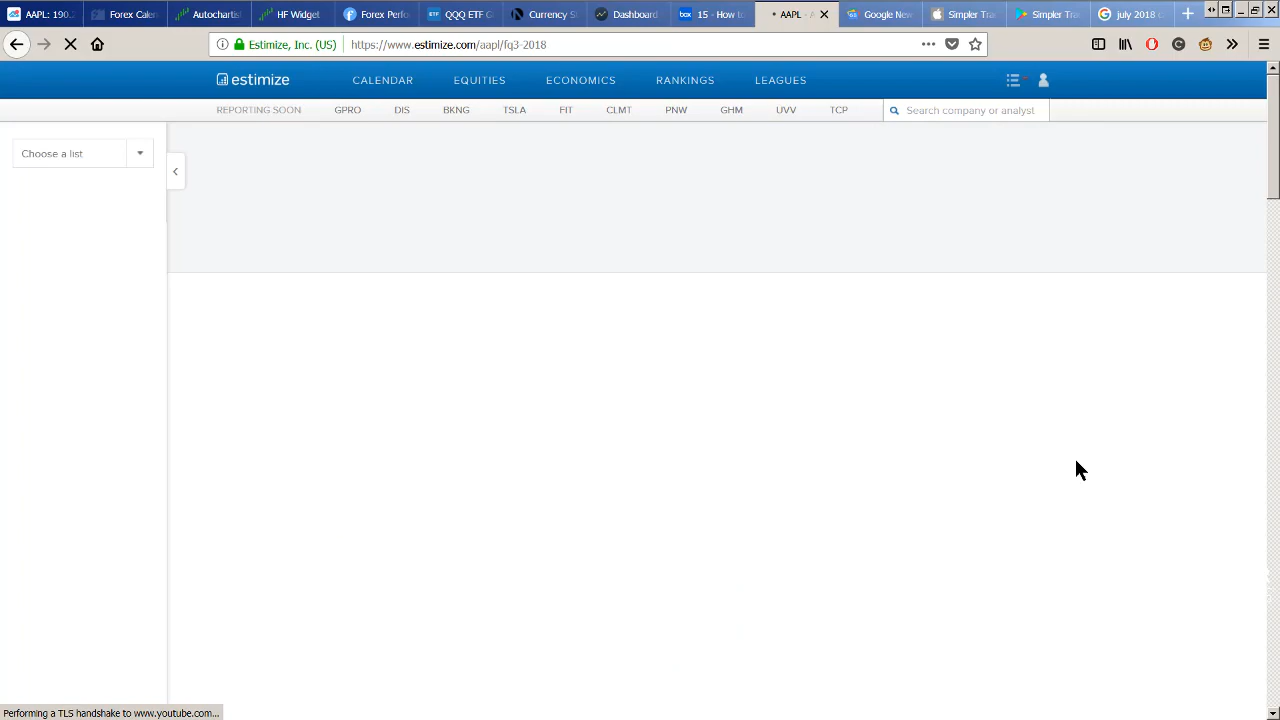 AAPL: 190.
Forex Calen
Autochartist
HF Widget
Forex Perfo
QQQ ETF G
Currency S
Dashboard
15 - How to
AAPL - A
Google New
Simpler Tra
Simpler Tra
july 2018 c
Estimize, Inc. (US)
https://www.estimize.com/aapl/fq3-2018
estimize
CALENDAR
EQUITIES
ECONOMICS
RANKINGS
LEAGUES
REPORTING SOON
GPRO
DIS
BKNG
TSLA
FIT
CLMT
PNW
GHM
UVV
TCP
Search company or analyst
Choose a list
Performing a TLS handshake to www.youtube.com...